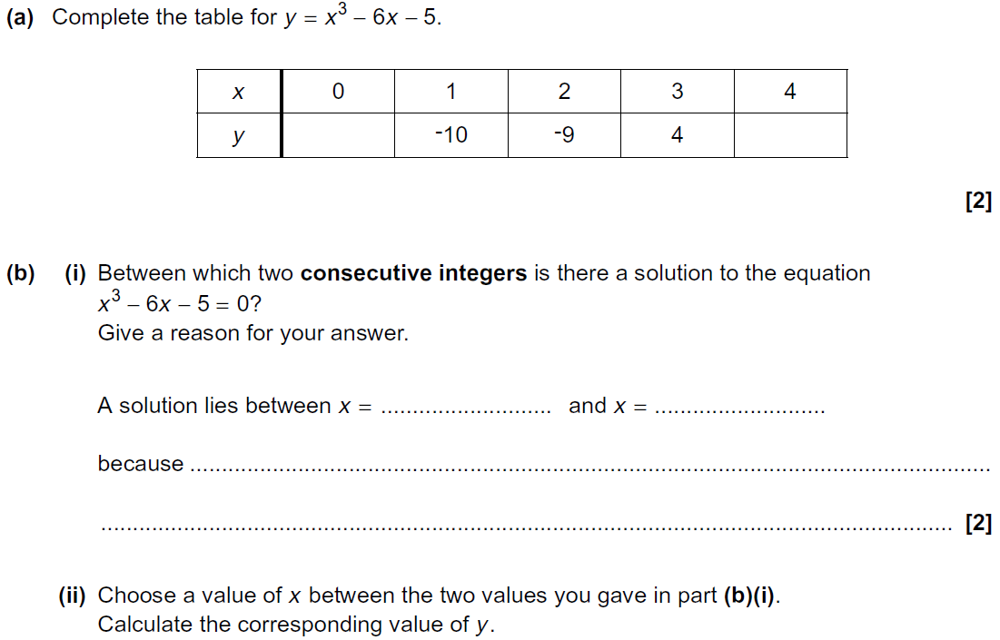 (a) Complete the table for y = x³ – 6x – 5.
x 0 1 2 3 4
y -10 -9 4
[2]
(b) (i) Between which two consecutive integers is there a solution to the equation
x³ – 6x – 5 = 0?
Give a reason for your answer.
A solution lies between x = ........................... and x = ...........................
because ...............................................................................................................................
....................................................................................................................................... [2]
(ii) Choose a value of x between the two values you gave in part (b)(i).
Calculate the corresponding value of y.